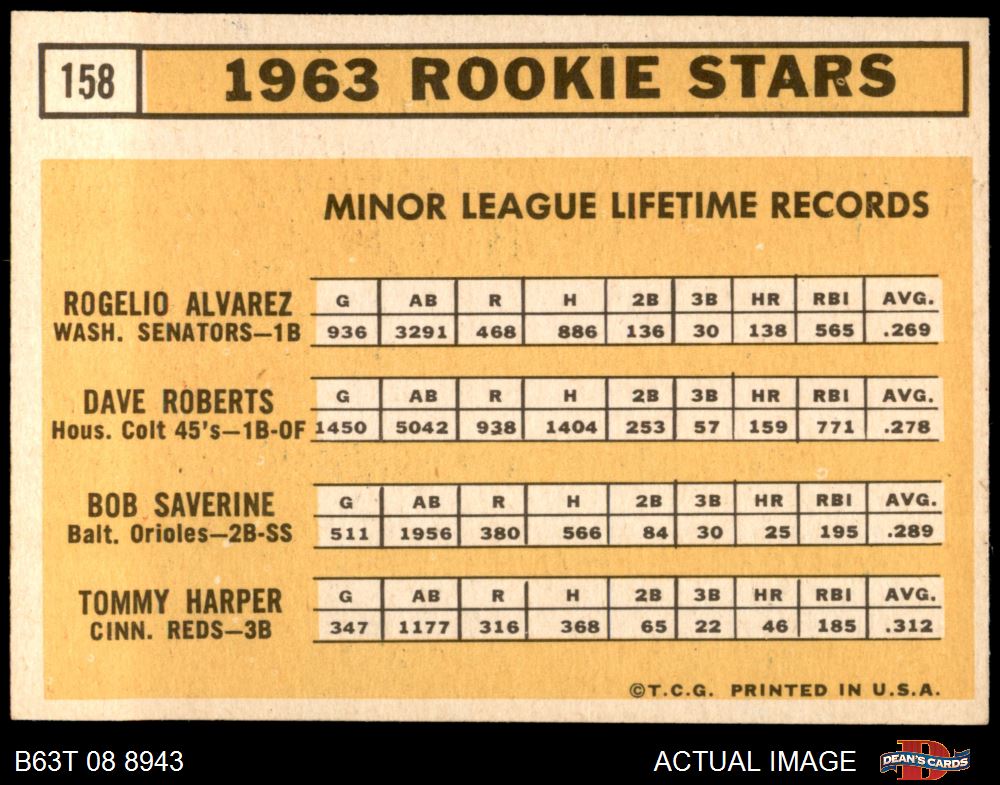 158 1963 ROOKIE STARS
MINOR LEAGUE LIFETIME RECORDS
ROGELIO ALVAREZ G AB R H 2B 3B HR RBI AVG.
WASH. SENATORS—1B 936 3291 468 886 136 30 138 565 .269
DAVE ROBERTS G AB R H 2B 3B HR RBI AVG.
Hous. Colt 45's—1B-OF 1450 5042 938 1404 253 57 159 771 .278
BOB SAVERINE G AB R H 2B 3B HR RBI AVG.
Balt. Orioles—2B-SS 511 1956 380 566 84 30 25 195 .289
TOMMY HARPER G AB R H 2B 3B HR RBI AVG.
CINN. REDS—3B 347 1177 316 368 65 22 46 185 .312
©T.C.G. PRINTED IN U.S.A.
B63T 08 8943 ACTUAL IMAGE DEAN'S CARDS